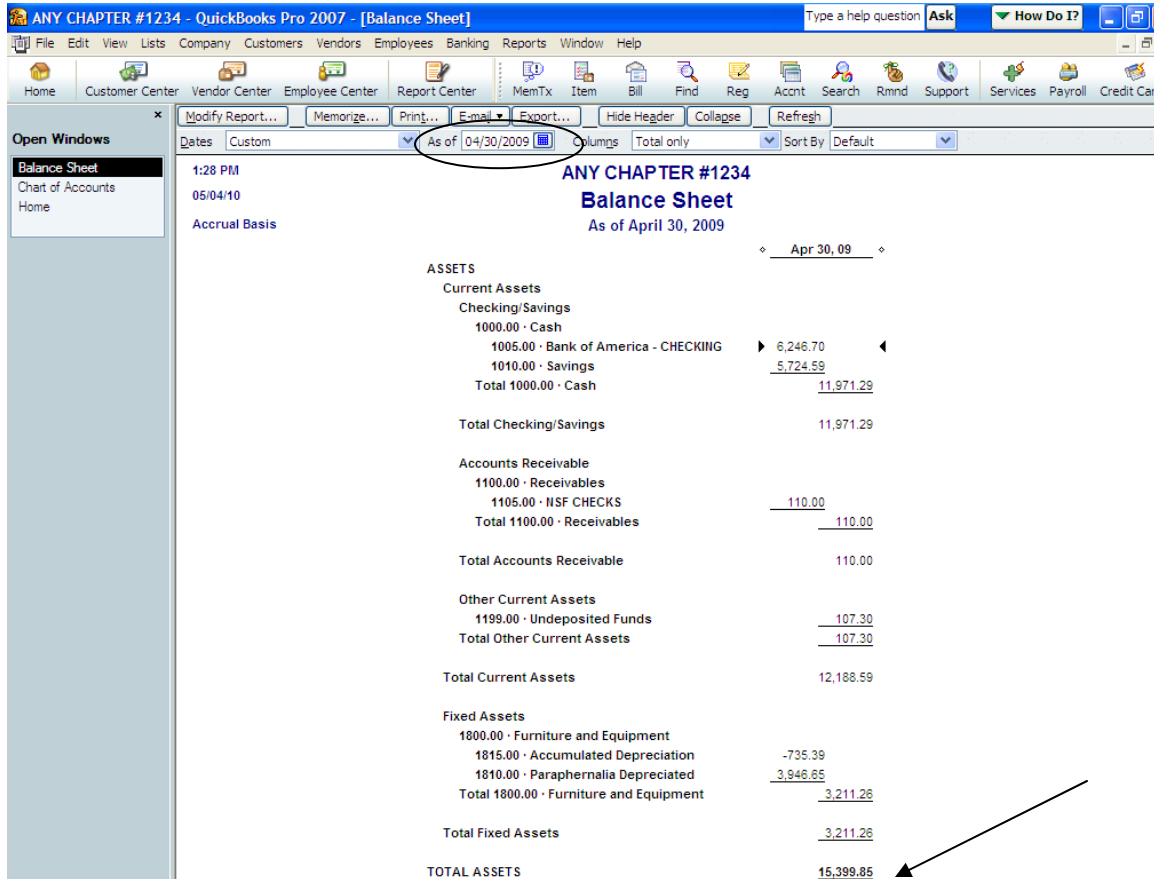 ANY CHAPTER #1234 - QuickBooks Pro 2007 - [Balance Sheet] Type a help question Ask How Do I?
File Edit View Lists Company Customers Vendors Employees Banking Reports Window Help
Home Customer Center Vendor Center Employee Center Report Center MemTx Item Bill Find Reg Accnt Search Rmnd Support Services Payroll Credit Car
Modify Report... Memorize... Print... E-mail Export... Hide Header Collapse Refresh
Open Windows
Dates Custom As of 04/30/2009 Columns Total only Sort By Default
Balance Sheet
Chart of Accounts
Home
1:28 PM
05/04/10
Accrual Basis
ANY CHAPTER #1234
Balance Sheet
As of April 30, 2009
Apr 30, 09
ASSETS
Current Assets
Checking/Savings
1000.00 · Cash
1005.00 · Bank of America - CHECKING 6,246.70
1010.00 · Savings 5,724.59
Total 1000.00 · Cash 11,971.29
Total Checking/Savings 11,971.29
Accounts Receivable
1100.00 · Receivables
1105.00 · NSF CHECKS 110.00
Total 1100.00 · Receivables 110.00
Total Accounts Receivable 110.00
Other Current Assets
1199.00 · Undeposited Funds 107.30
Total Other Current Assets 107.30
Total Current Assets 12,188.59
Fixed Assets
1800.00 · Furniture and Equipment
1815.00 · Accumulated Depreciation -735.39
1810.00 · Paraphernalia Depreciated 3,946.65
Total 1800.00 · Furniture and Equipment 3,211.26
Total Fixed Assets 3,211.26
TOTAL ASSETS 15,399.85